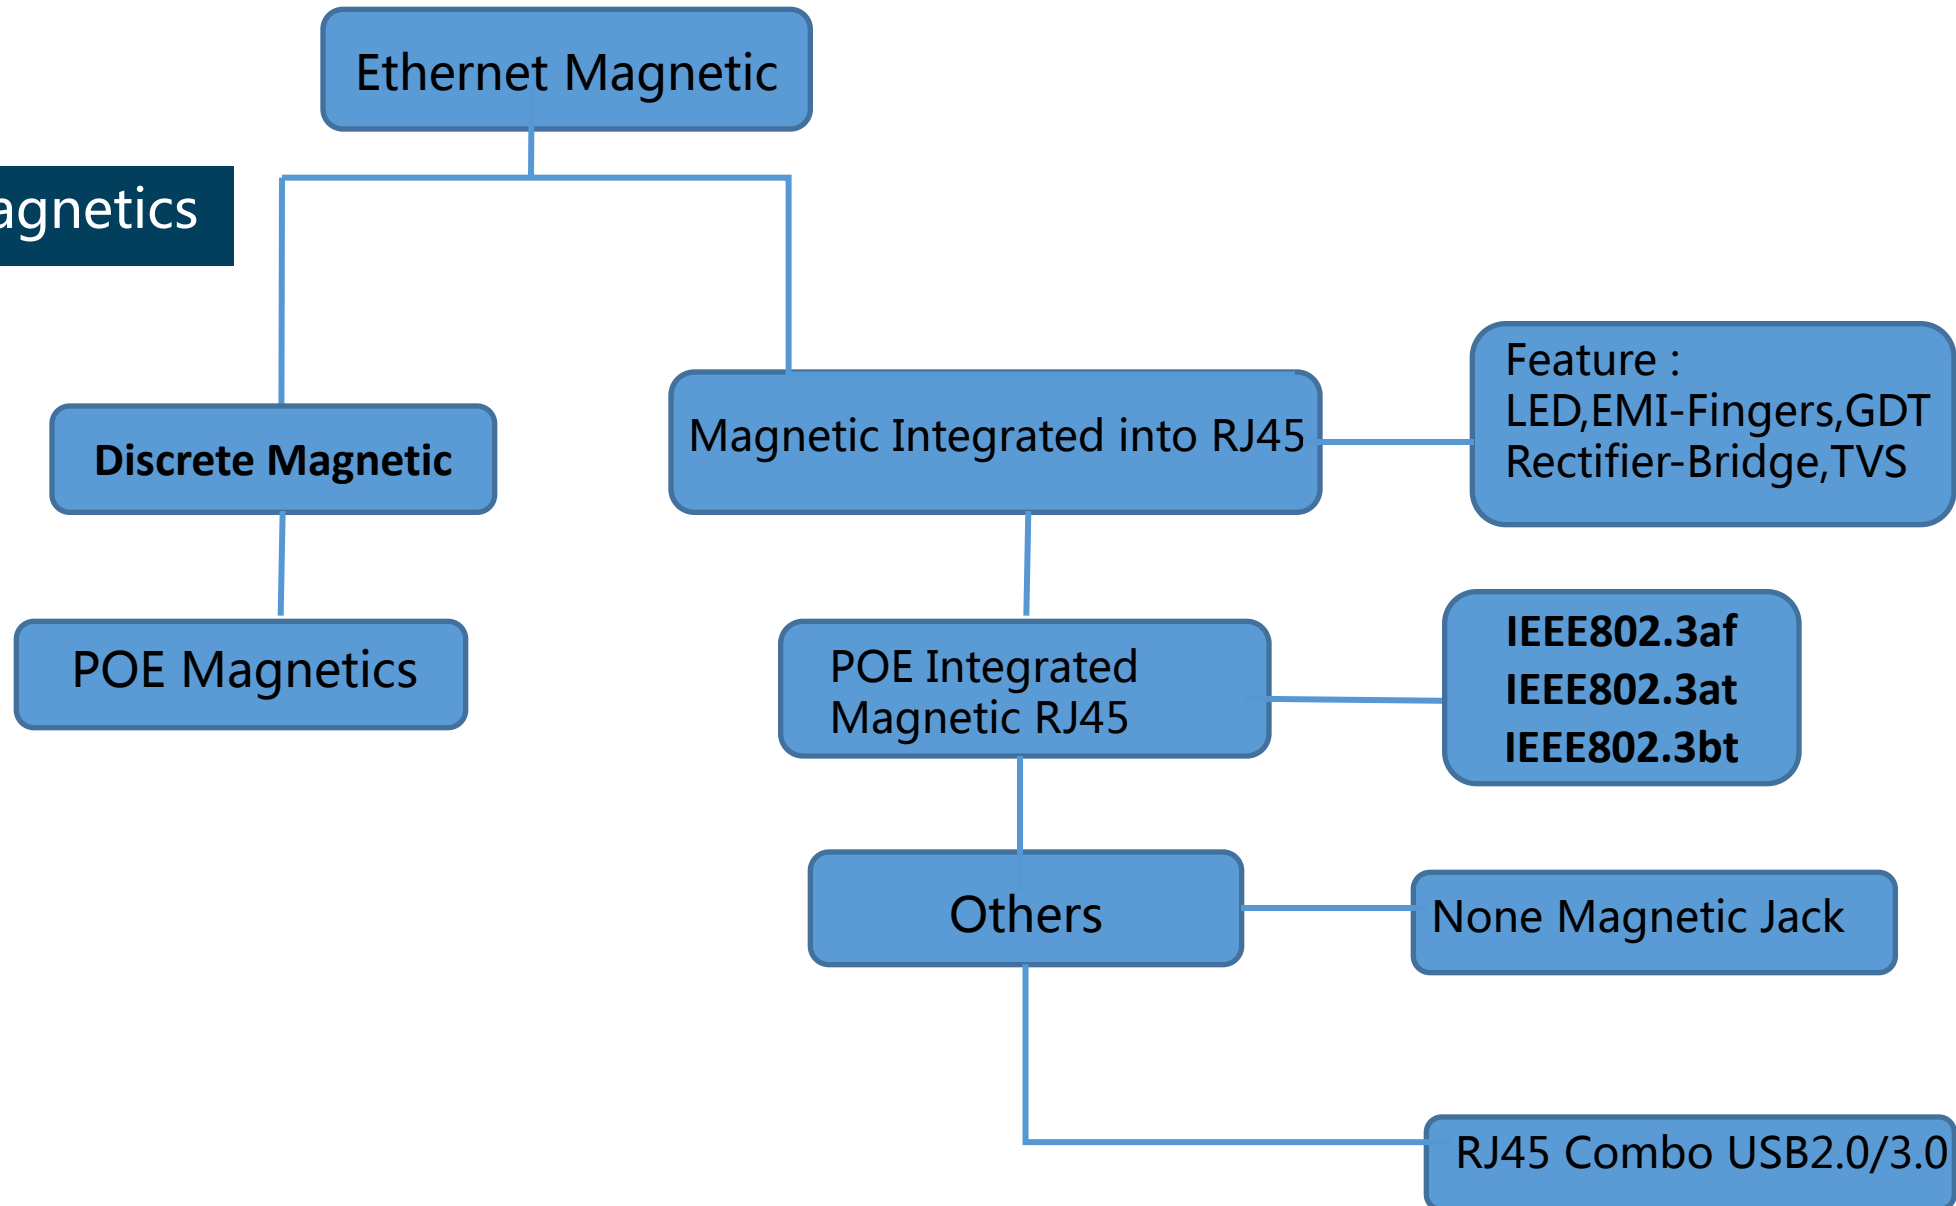 Ethernet Magnetic
agnetics
Feature :
LED,EMI-Fingers,GDT
Rectifier-Bridge,TVS
Magnetic Integrated into RJ45
Discrete Magnetic
IEEE802.3af
IEEE802.3at
IEEE802.3bt
POE Magnetics
POE Integrated
Magnetic RJ45
Others
None Magnetic Jack
RJ45 Combo USB2.0/3.0